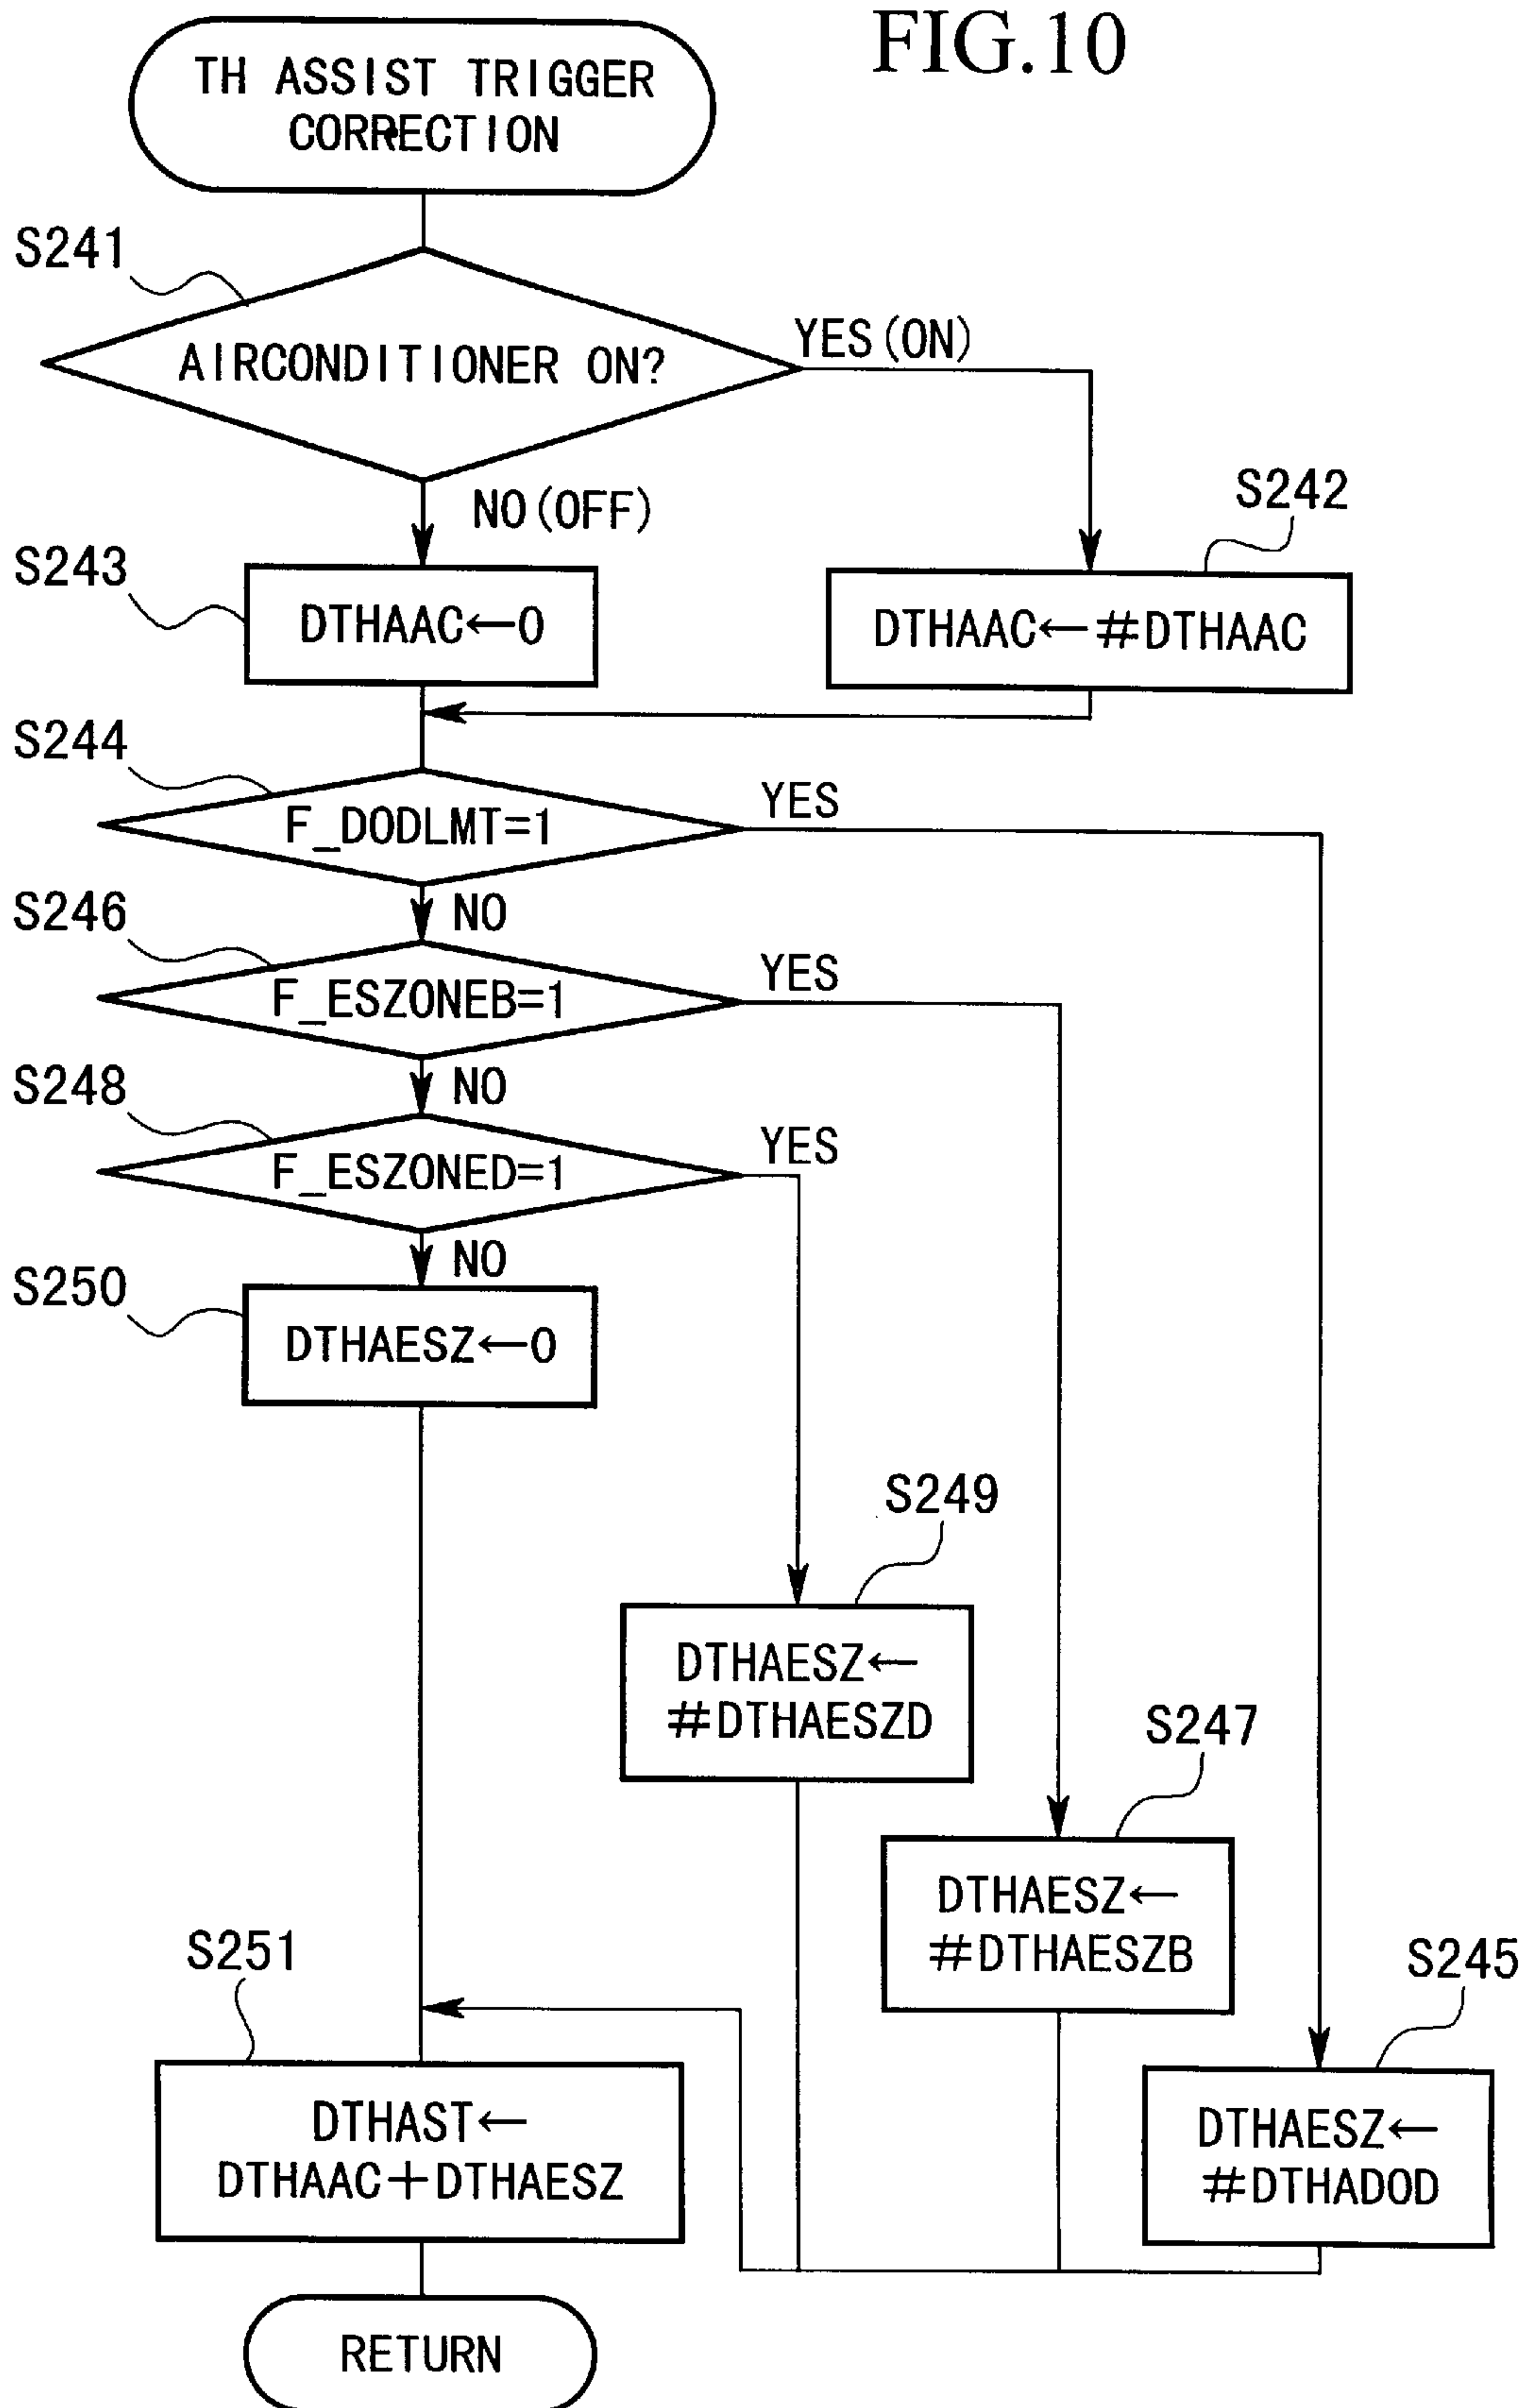 FIG.10
TH ASSIST TRIGGER
CORRECTION
S241
AIRCONDITIONER ON?
YES(ON)
NO(OFF)
S242
S243
DTHAAC←0
DTHAAC←#DTHAAC
S244
F_DODLMT=1
YES
NO
S246
F_ESZONEB=1
YES
NO
S248
F_ESZONED=1
YES
NO
S250
DTHAESZ←0
S249
DTHAESZ←
#DTHAESZD
S247
DTHAESZ←
#DTHAESZB
S245
DTHAESZ←
#DTHADOD
S251
DTHAST←
DTHAAC+DTHAESZ
RETURN